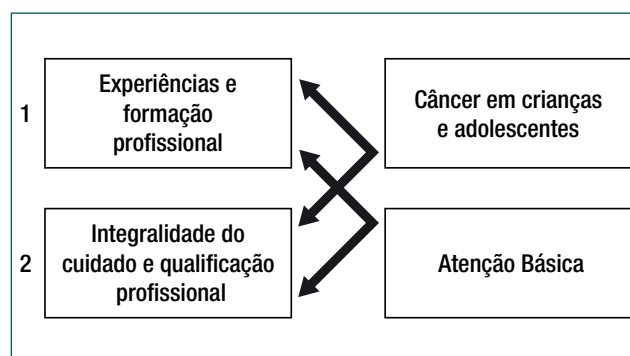 1
Experiências e
formação
profissional
Câncer em crianças
e adolescentes
2
Integralidade do
cuidado e qualificação
profissional
Atenção Básica